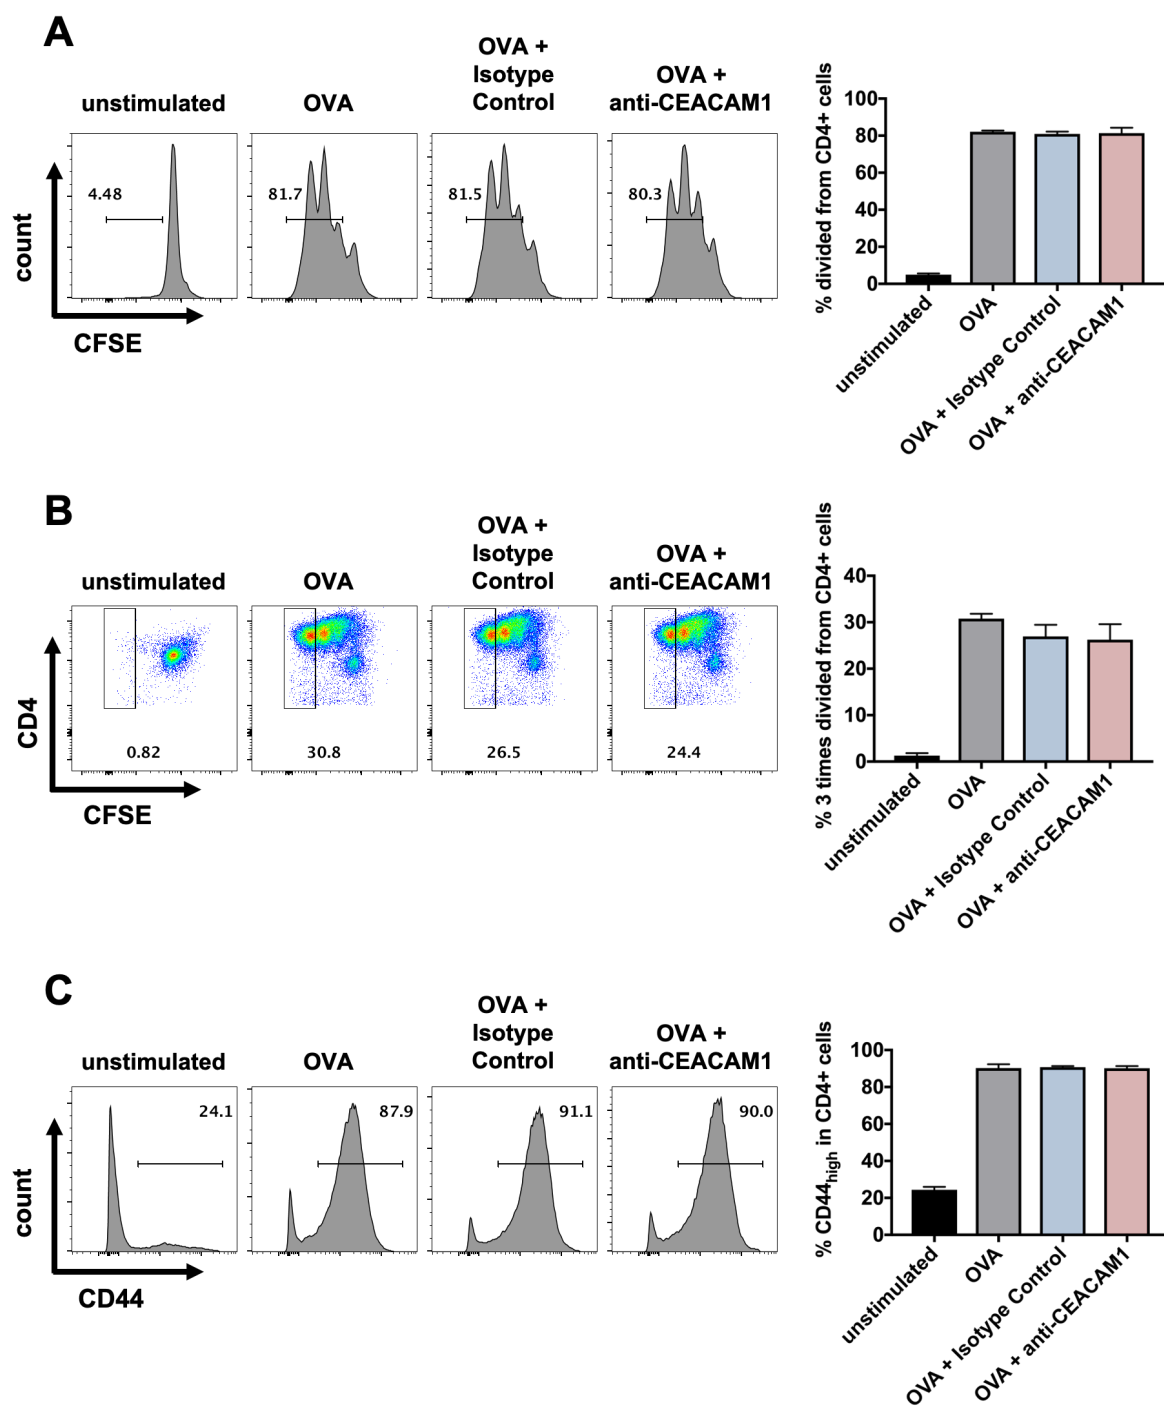 A
unstimulated
OVA
OVA +
Isotype
Control
OVA +
anti-CEACAM1
4.48
81.7
81.5
80.3
count
CFSE
% divided from CD4+ cells
100
80
60
40
20
0
unstimulated
OVA
OVA + Isotype Control
OVA + anti-CEACAM1
B
unstimulated
OVA
OVA +
Isotype
Control
OVA +
anti-CEACAM1
0.82
30.8
26.5
24.4
CD4
CFSE
% 3 times divided from CD4+ cells
40
30
20
10
0
unstimulated
OVA
OVA + Isotype Control
OVA + anti-CEACAM1
C
unstimulated
OVA
OVA +
Isotype
Control
OVA +
anti-CEACAM1
24.1
87.9
91.1
90.0
count
CD44
% CD44high in CD4+ cells
100
80
60
40
20
0
unstimulated
OVA
OVA + Isotype Control
OVA + anti-CEACAM1